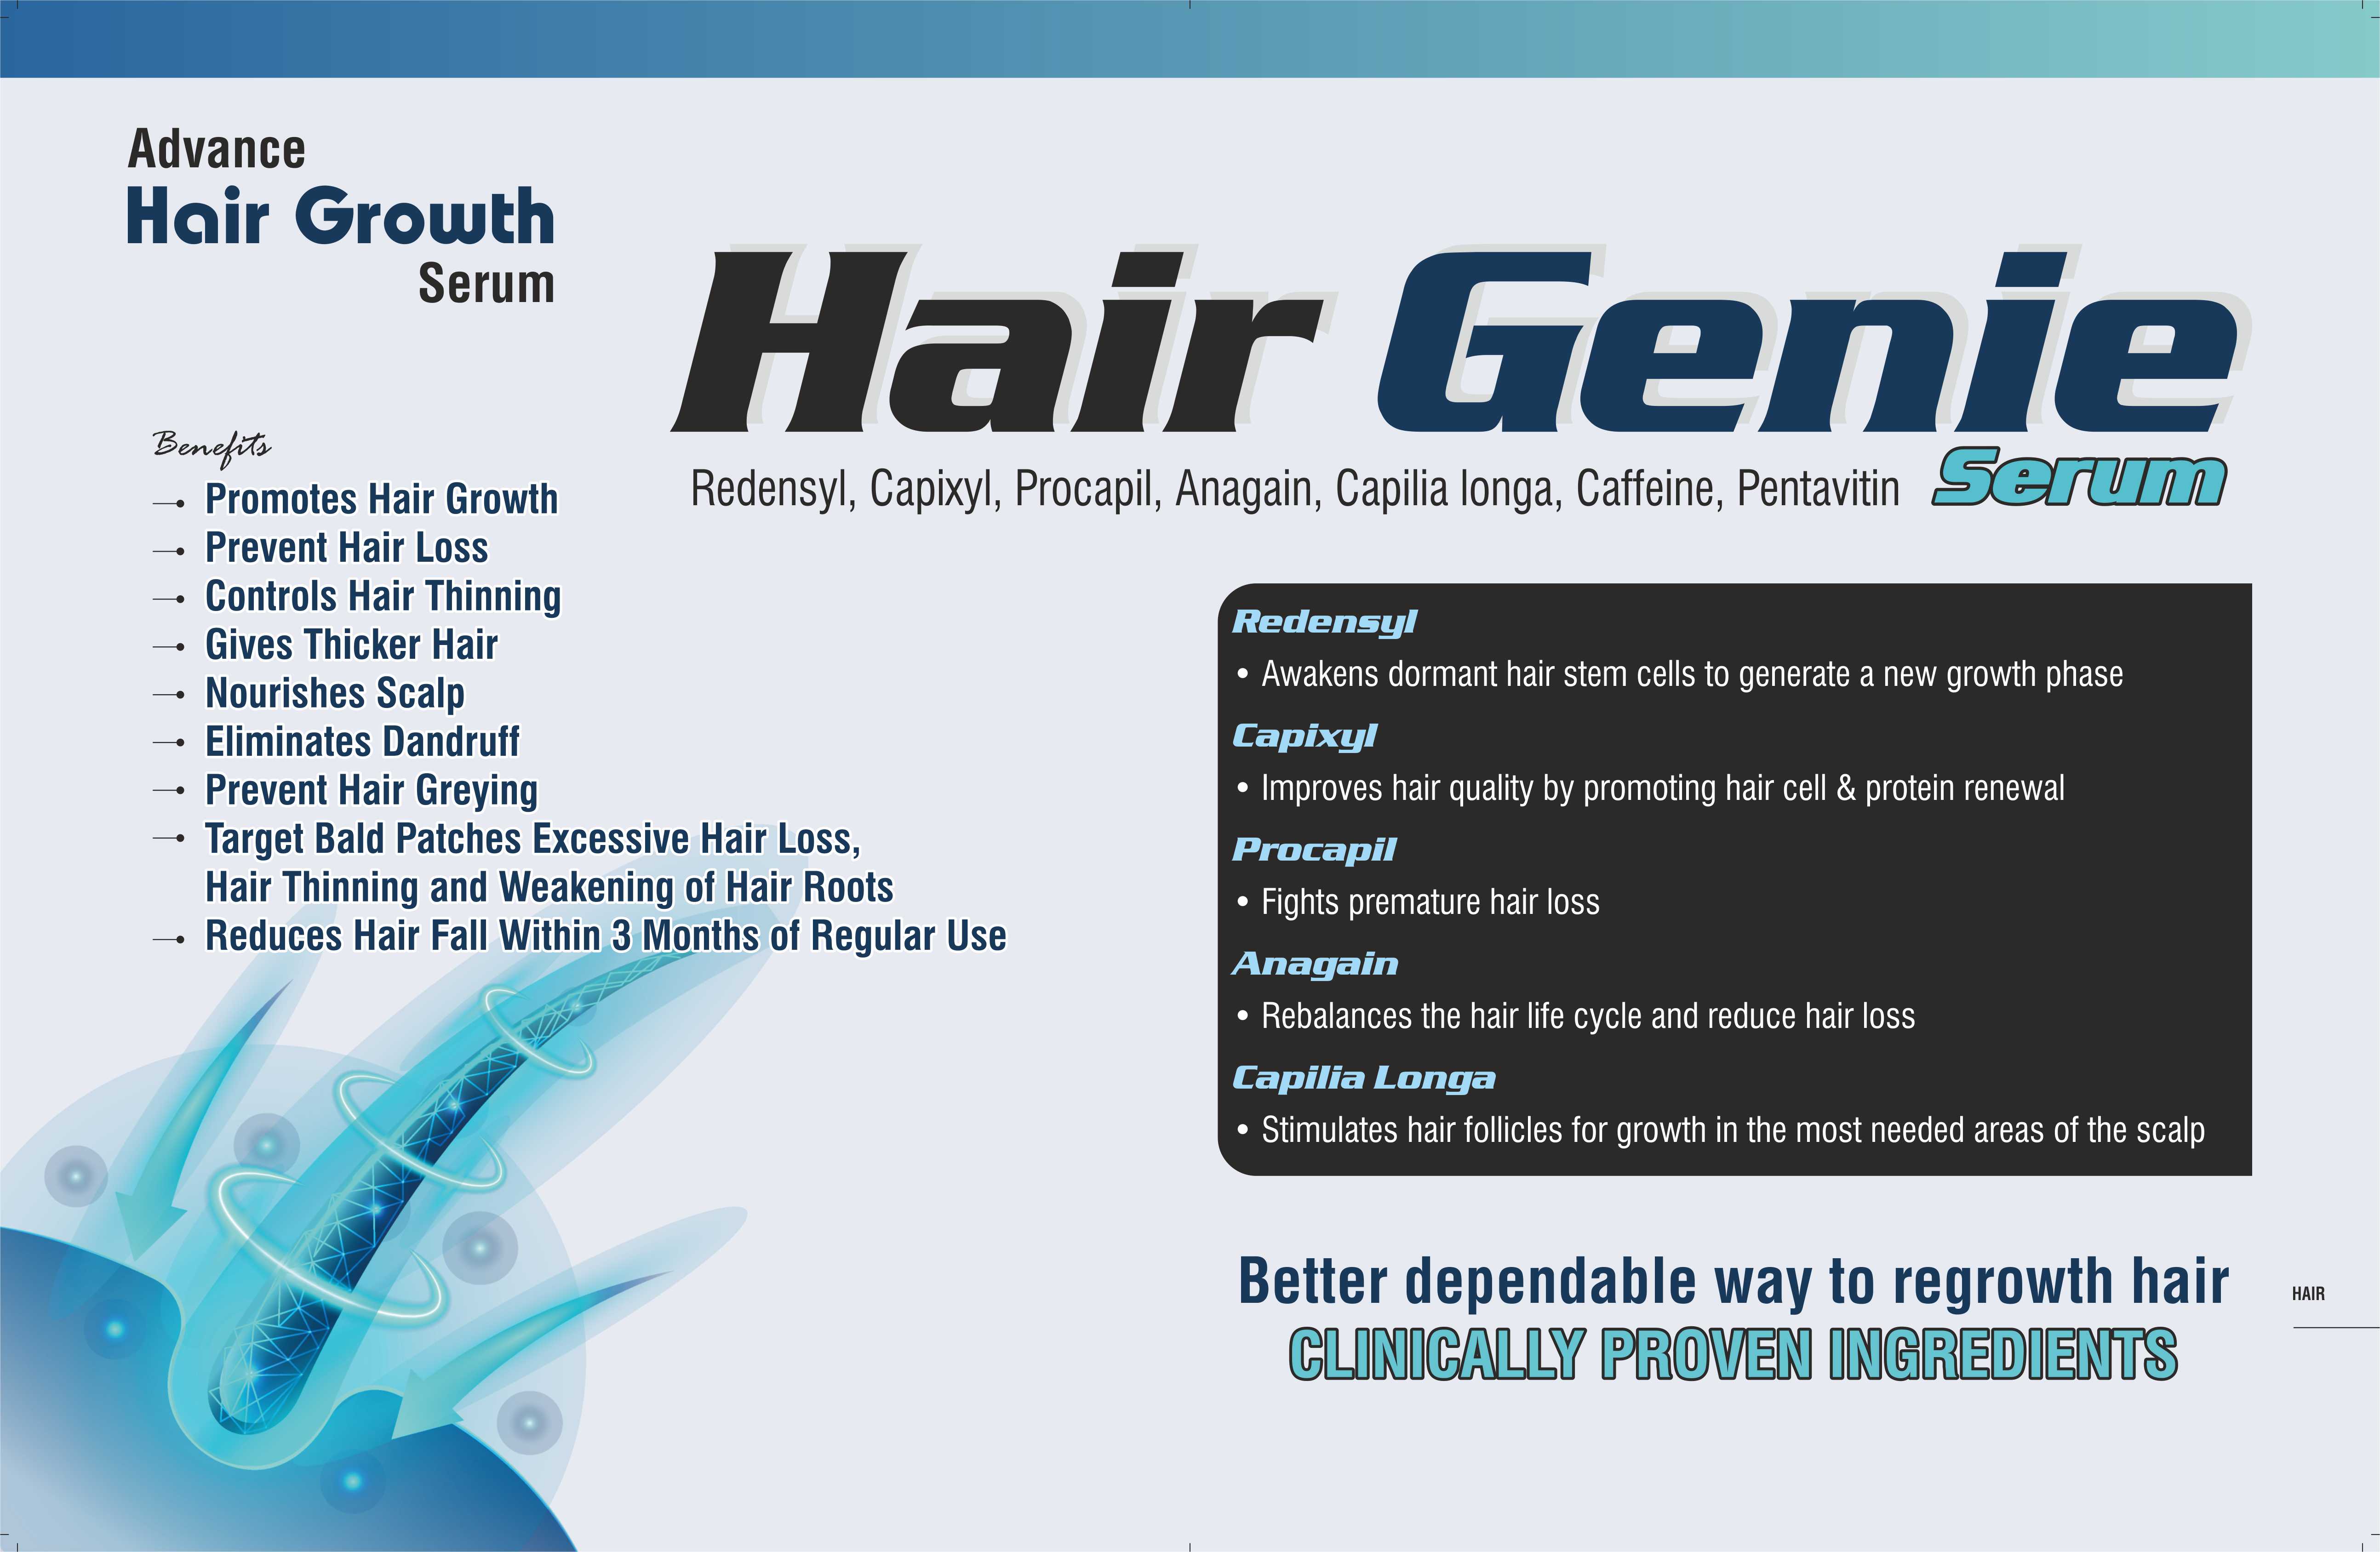 Advance
Hair Growth
Serum
Hair Genie
Redensyl, Capixyl, Procapil, Anagain, Capilia longa, Caffeine, Pentavitin
Serum
Benefits
Promotes Hair Growth
Prevent Hair Loss
Controls Hair Thinning
Gives Thicker Hair
Nourishes Scalp
Eliminates Dandruff
Prevent Hair Greying
Target Bald Patches Excessive Hair Loss,
Hair Thinning and Weakening of Hair Roots
Reduces Hair Fall Within 3 Months of Regular Use
Redensyl
• Awakens dormant hair stem cells to generate a new growth phase
Capixyl
• Improves hair quality by promoting hair cell & protein renewal
Procapil
• Fights premature hair loss
Anagain
• Rebalances the hair life cycle and reduce hair loss
Capilia Longa
• Stimulates hair follicles for growth in the most needed areas of the scalp
Better dependable way to regrowth hair
CLINICALLY PROVEN INGREDIENTS
HAIR